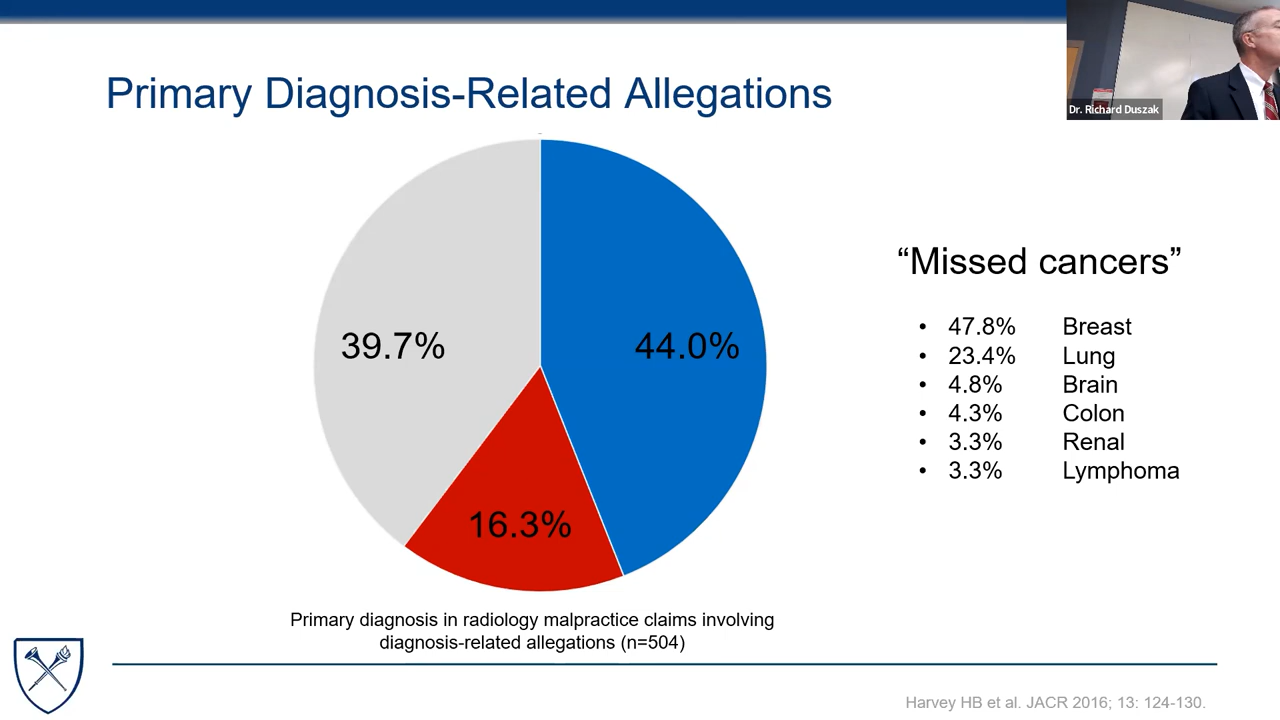 Dr. Richard Duszak
Primary Diagnosis-Related Allegations
39.7%
44.0%
16.3%
Primary diagnosis in radiology malpractice claims involving
diagnosis-related allegations (n=504)
“Missed cancers”
• 47.8% Breast
• 23.4% Lung
• 4.8% Brain
• 4.3% Colon
• 3.3% Renal
• 3.3% Lymphoma
Harvey HB et al. JACR 2016; 13: 124-130.